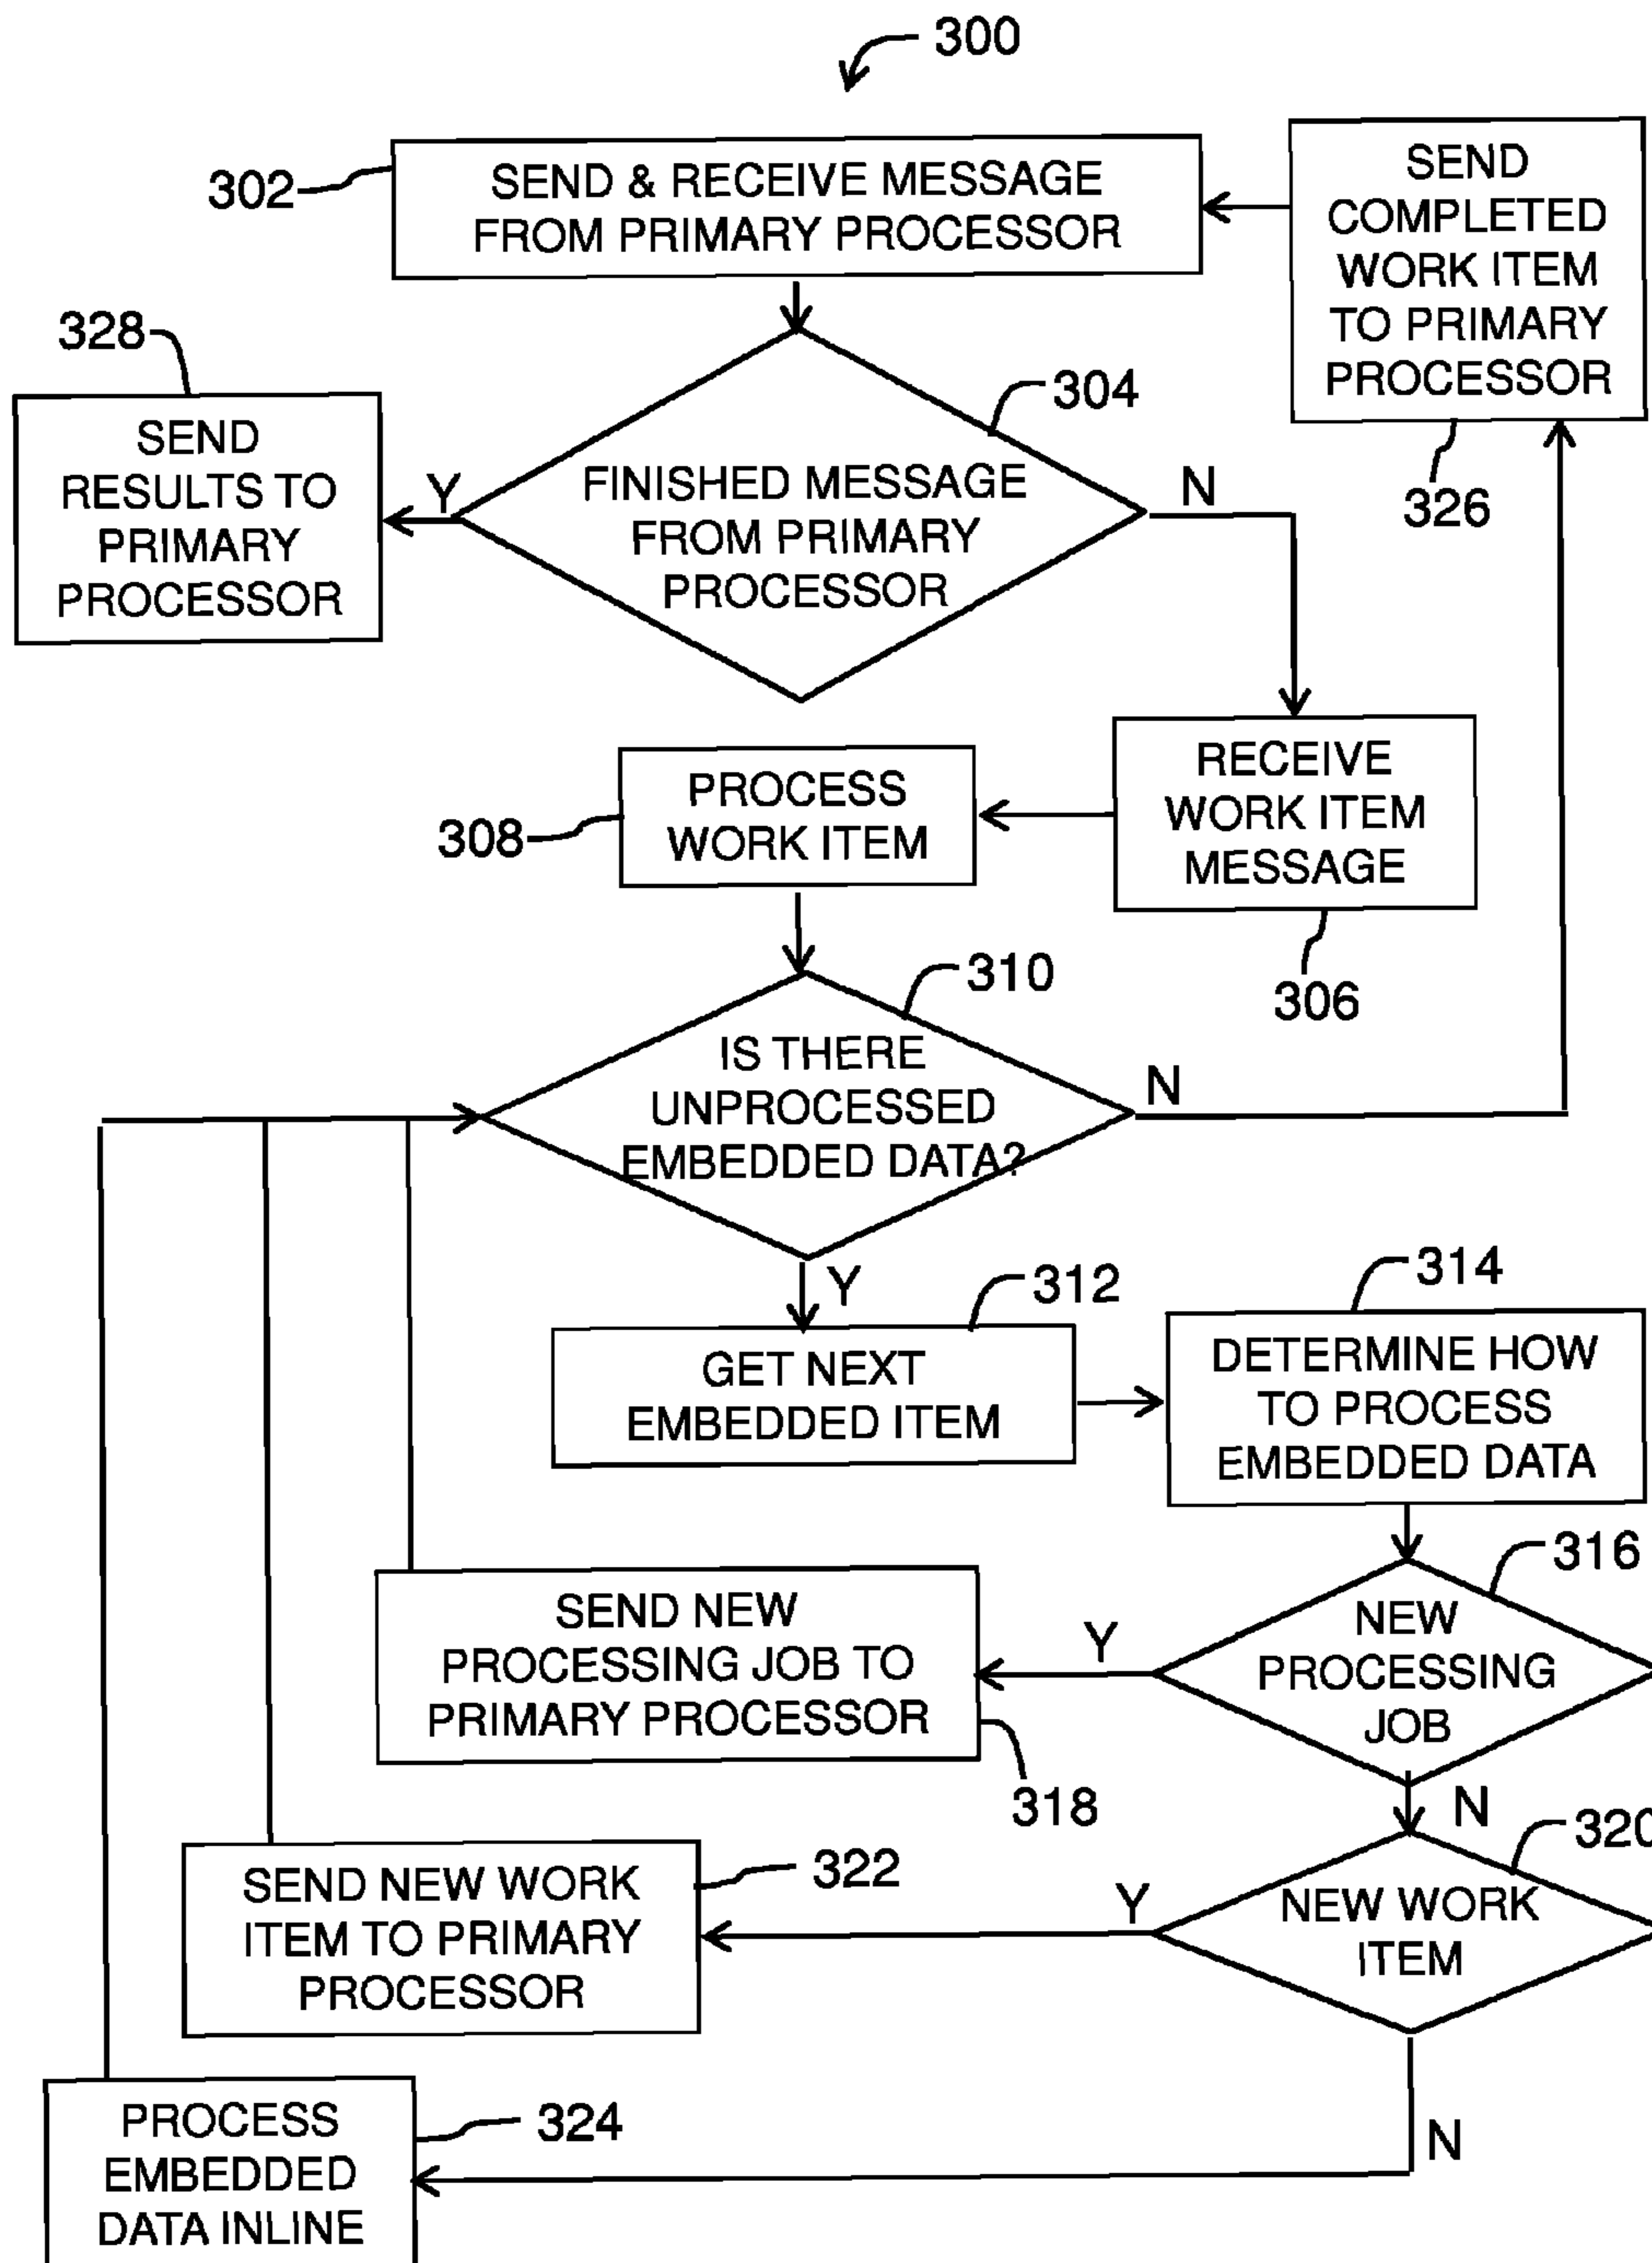 300
302
SEND & RECEIVE MESSAGE
FROM PRIMARY PROCESSOR
SEND
COMPLETED
WORK ITEM
TO PRIMARY
PROCESSOR
326
328
SEND
RESULTS TO
PRIMARY
PROCESSOR
Y
304
FINISHED MESSAGE
FROM PRIMARY
PROCESSOR
N
308
PROCESS
WORK ITEM
RECEIVE
WORK ITEM
MESSAGE
306
310
IS THERE
UNPROCESSED
EMBEDDED DATA?
N
Y
312
GET NEXT
EMBEDDED ITEM
314
DETERMINE HOW
TO PROCESS
EMBEDDED DATA
316
NEW
PROCESSING
JOB
Y
SEND NEW
PROCESSING JOB TO
PRIMARY PROCESSOR
318
N
320
NEW WORK
ITEM
Y
322
SEND NEW WORK
ITEM TO PRIMARY
PROCESSOR
N
324
PROCESS
EMBEDDED
DATA INLINE